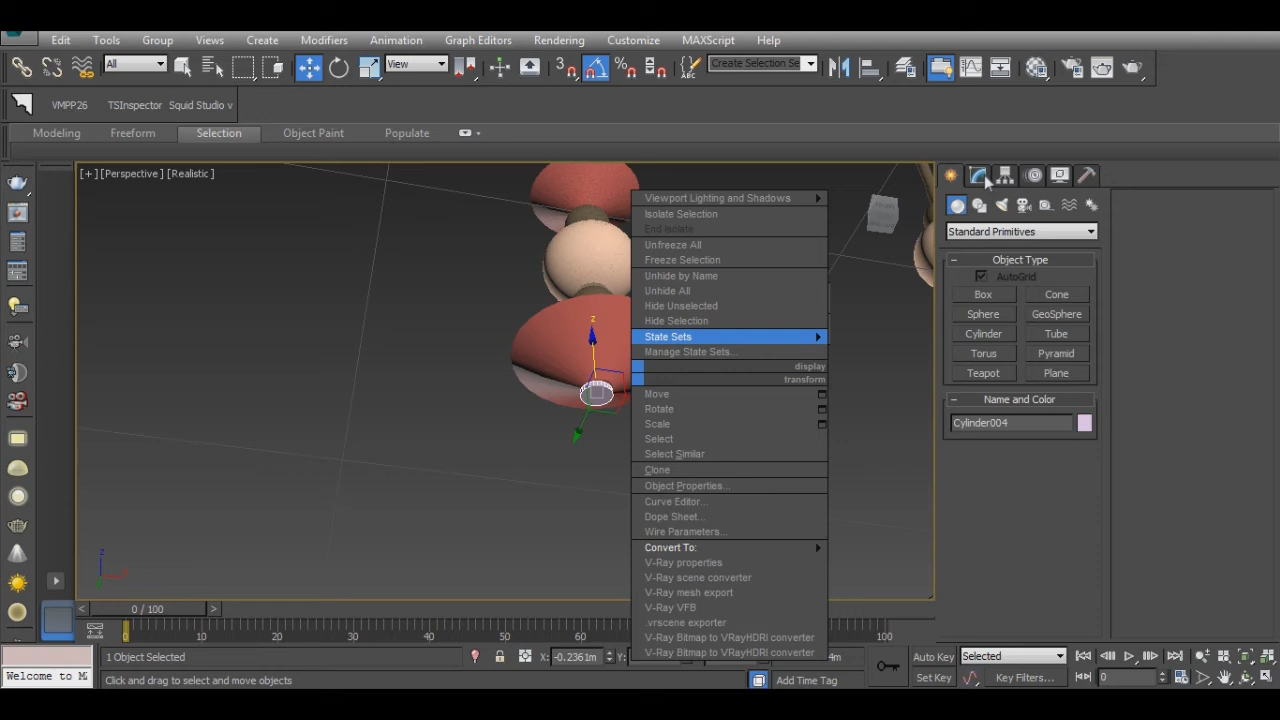 Edit Tools Group Views Create Modifiers Animation Graph Editors Rendering Customize MAXScript Help
All View 3 % ABC Create Selection Se
VMPP26 TSInspector Squid Studio v
Modeling Freeform Selection Object Paint Populate
[+] [Perspective] [Realistic]
Viewport Lighting and Shadows
Isolate Selection
End Isolate
Unfreeze All
Freeze Selection
Unhide by Name
Unhide All
Hide Unselected
Hide Selection
State Sets
Manage State Sets...
display
transform
Move
Rotate
Scale
Select
Select Similar
Clone
Object Properties...
Curve Editor...
Dope Sheet...
Wire Parameters...
Convert To:
V-Ray properties
V-Ray scene converter
V-Ray mesh export
V-Ray VFB
.vrscene exporter
V-Ray Bitmap to VRayHDRI converter
V-Ray Bitmap to VRayHDRI converter
z
z
Standard Primitives
Object Type
AutoGrid
Box Cone
Sphere GeoSphere
Cylinder Tube
Torus Pyramid
Teapot Plane
Name and Color
Cylinder004
0 / 100
0 10 20 30 40 50 60 100
1 Object Selected X: -0.2361m Y: 4m
Auto Key Selected
Welcome to M
Click and drag to select and move objects
Add Time Tag
Set Key Key Filters... 0